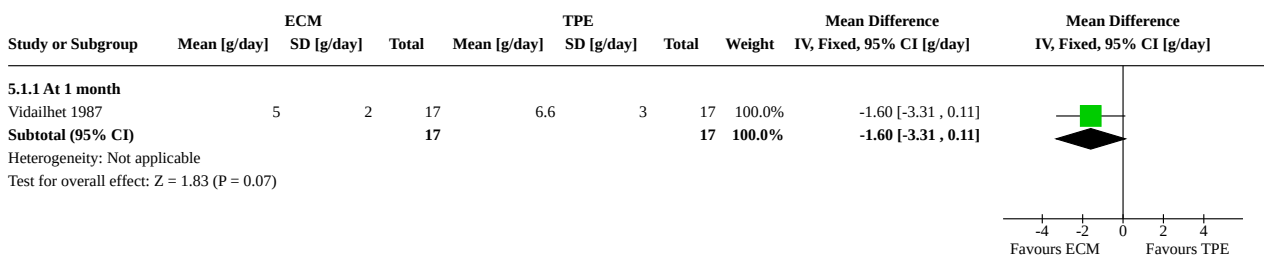 ECM TPE Mean Difference Mean Difference
Study or Subgroup Mean [g/day] SD [g/day] Total Mean [g/day] SD [g/day] Total Weight IV, Fixed, 95% CI [g/day] IV, Fixed, 95% CI [g/day]
5.1.1 At 1 month
Vidailhet 1987 5 2 17 6.6 3 17 100.0% -1.60 [-3.31 , 0.11]
Subtotal (95% CI) 17 17 100.0% -1.60 [-3.31 , 0.11]
Heterogeneity: Not applicable
Test for overall effect: Z = 1.83 (P = 0.07)
-4 -2 0 2 4
Favours ECM Favours TPE